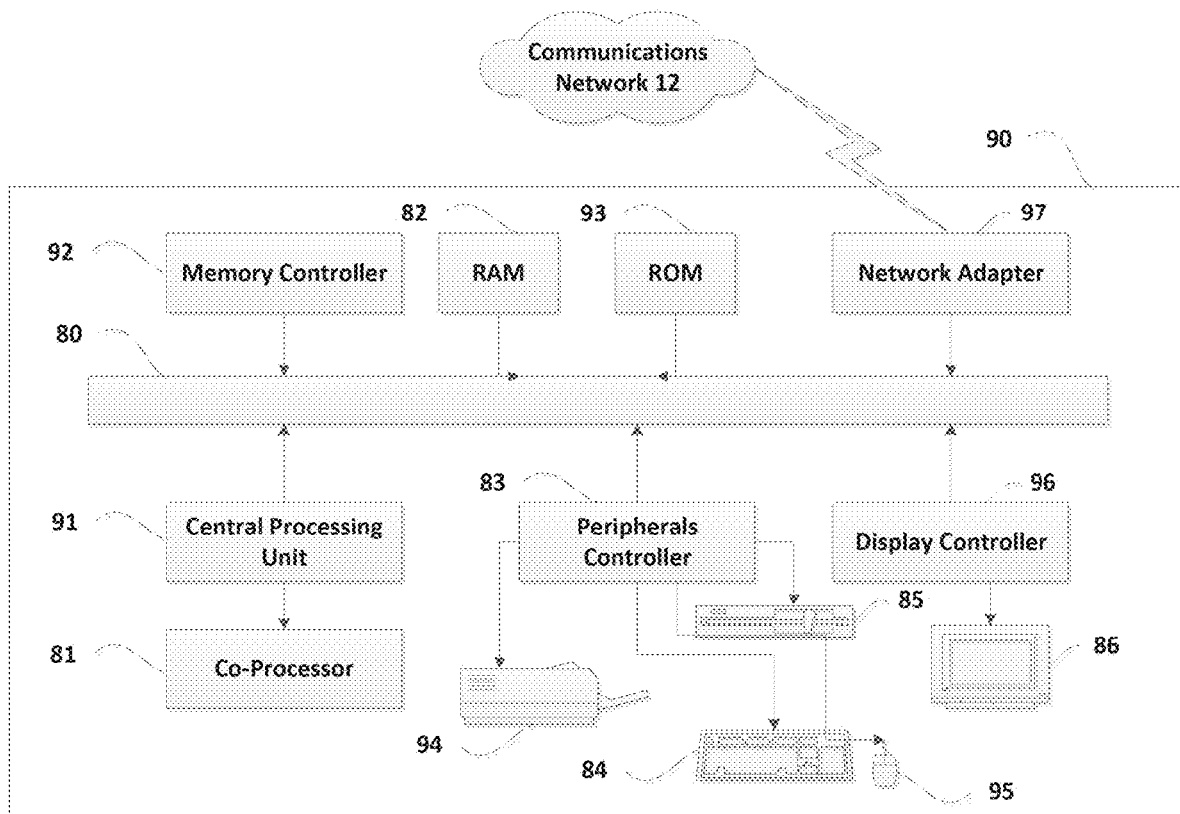 Communications
Network 12
90
82
93
97
92
Memory Controller
RAM
ROM
Network Adapter
80
83
96
91
Central Processing
Unit
Peripherals
Controller
Display Controller
85
81
Co-Processor
86
94
84
95